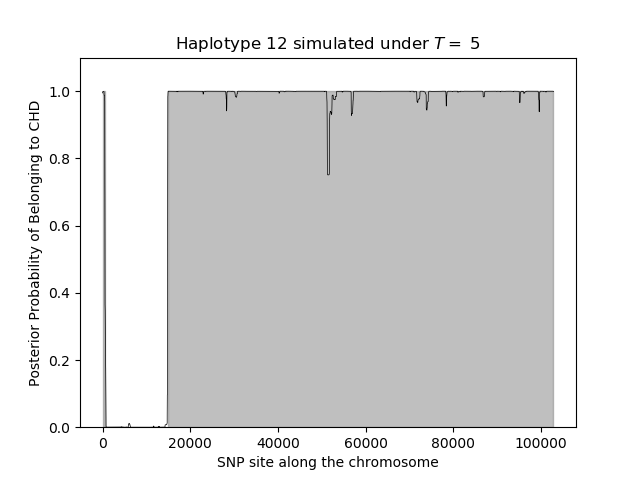 Haplotype 12 simulated under T = 5
Posterior Probability of Belonging to CHD
1.0
0.8
0.6
0.4
0.2
0.0
0 20000 40000 60000 80000 100000
SNP site along the chromosome